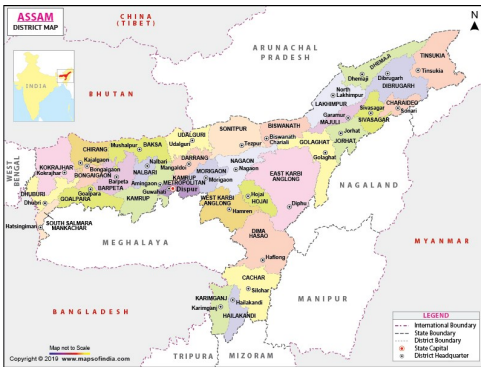 ASSAM
DISTRICT MAP
CHINA
(TIBET)
N
ARUNACHAL
PRADESH
INDIA
BHUTAN
TINSUKIA
Tinsukia
DHEMAJI
Dhemaji
Dibrugarh
DIBRUGARH
North
Lakhimpur
LAKHIMPUR
CHARAIDEO
Sonari
Sivasagar
SIVASAGAR
Garamur
MAJULI
Jorhat
JORHAT
BISWANATH
Biswanath
Chariali
GOLAGHAT
Golaghat
SONITPUR
Tezpur
UDALGURI
Udalguri
BAKSA
Mushalpur
CHIRANG
Kajalgaon
KOKRAJHAR
Kokrajhar
Bongaigaon
BONGAIGAON
Barpeta
BARPETA
Nalbari
NALBARI
DARRANG
Mangaldoi
NAGAON
Nagaon
KAMRUP
METROPOLITAN
Dispur
MORIGAON
Morigaon
Amingaon
Guwahati
KAMRUP
WEST
BENGAL
DHUBURI
Dhubri
Goalpara
GOALPARA
SOUTH SALMARA
MANKACHAR
Hatsingimari
EAST KARBI
ANGLONG
Diphu
WEST KARBI
ANGLONG
Hamren
Hojai
HOJAI
NAGALAND
MEGHALAYA
DIMA
HASAO
Haflong
MYANMAR
MANIPUR
CACHAR
Silchar
KARIMGANJ
Karimganj
Hailakandi
HAILAKANDI
BANGLADESH
TRIPURA
MIZORAM
LEGEND
International Boundary
State Boundary
District Boundary
State Capital
District Headquarter
Map not to Scale
Copyright © 2019 www.mapsofindia.com